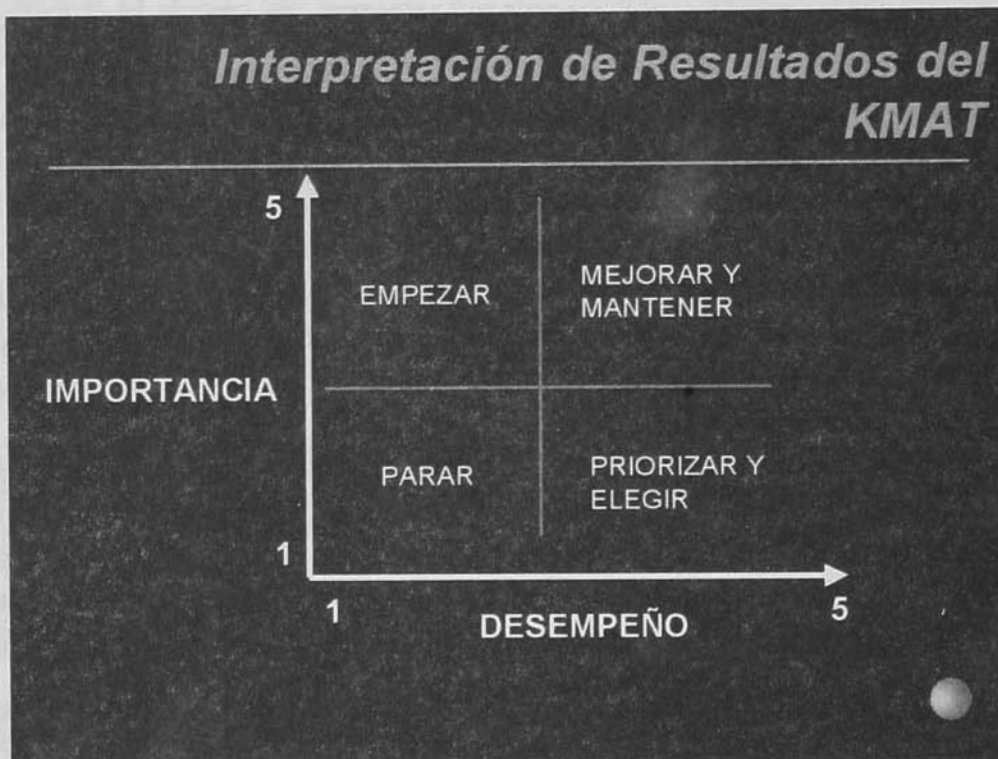 Interpretación de Resultados del
KMAT
5
EMPEZAR
MEJORAR Y
MANTENER
IMPORTANCIA
PARAR
PRIORIZAR Y
ELEGIR
1
1
5
DESEMPEÑO